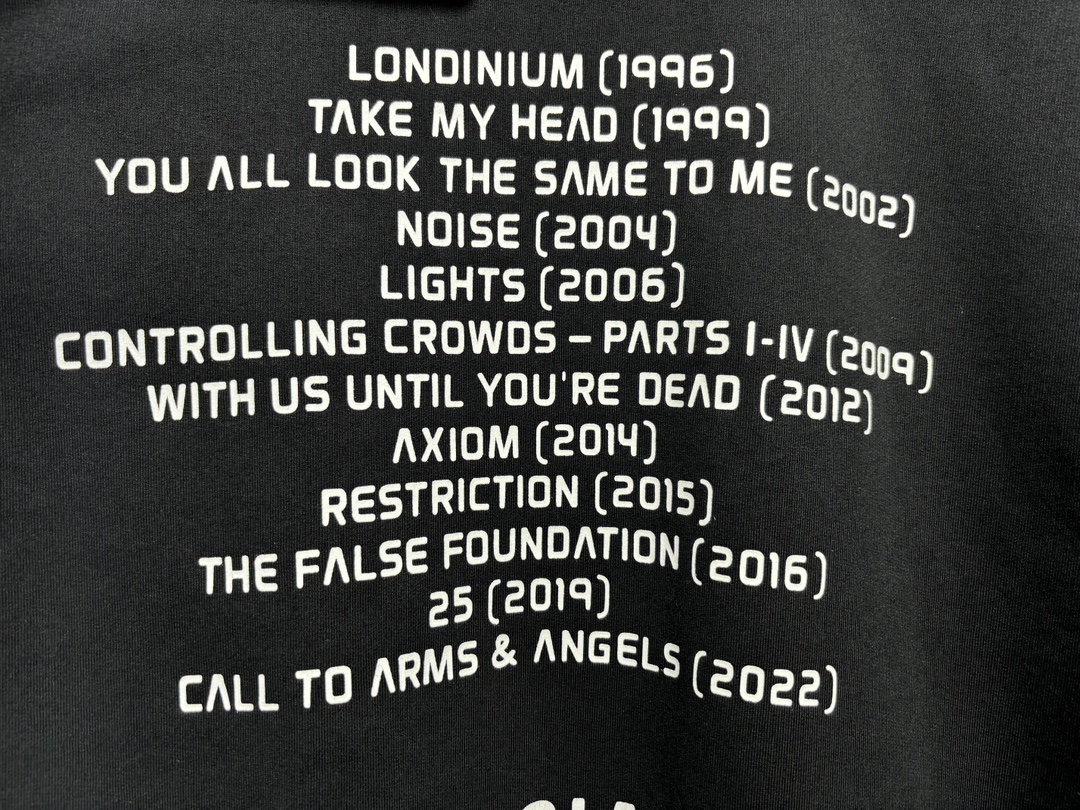 LONDINIUM (1996)
TAKE MY HEAD (1999)
YOU ALL LOOK THE SAME TO ME (2002)
NOISE (2004)
LIGHTS (2006)
CONTROLLING CROWDS – PARTS I-IV (2009)
WITH US UNTIL YOU'RE DEAD (2012)
AXIOM (2014)
RESTRICTION (2015)
THE FALSE FOUNDATION (2016)
25 (2019)
CALL TO ARMS & ANGELS (2022)